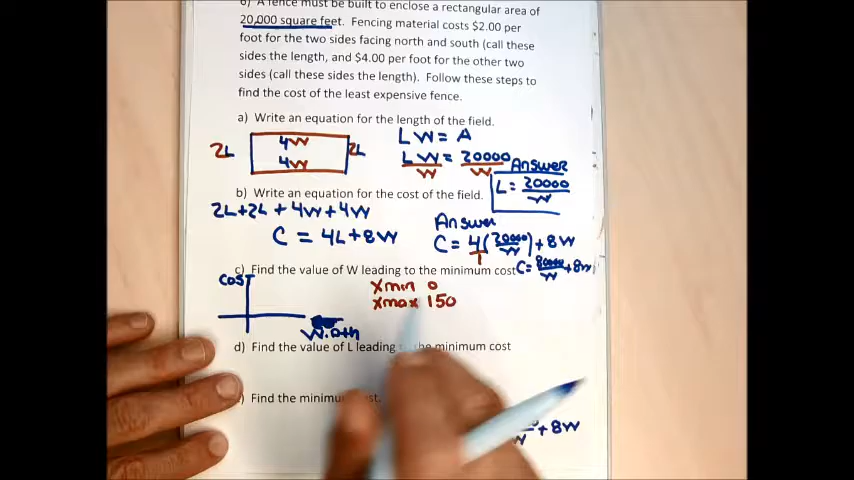 6) A fence must be built to enclose a rectangular area of
20,000 square feet. Fencing material costs $2.00 per
foot for the two sides facing north and south (call these
sides the length, and $4.00 per foot for the other two
sides (call these sides the length). Follow these steps to
find the cost of the least expensive fence.
a) Write an equation for the length of the field.
2L 4W 4W 2L
LW = A
LW = 20000
W W
Answer
L = 20000
W
b) Write an equation for the cost of the field.
2L+2L + 4W+4W
C = 4L+8W
Answer
C = 4(20000)+8W
1 W
C= 80000+8W
W
c) Find the value of W leading to the minimum cost
COST
Width
Xmin 0
Xmax 150
d) Find the value of L leading to the minimum cost
) Find the minimum cost.
W +8W